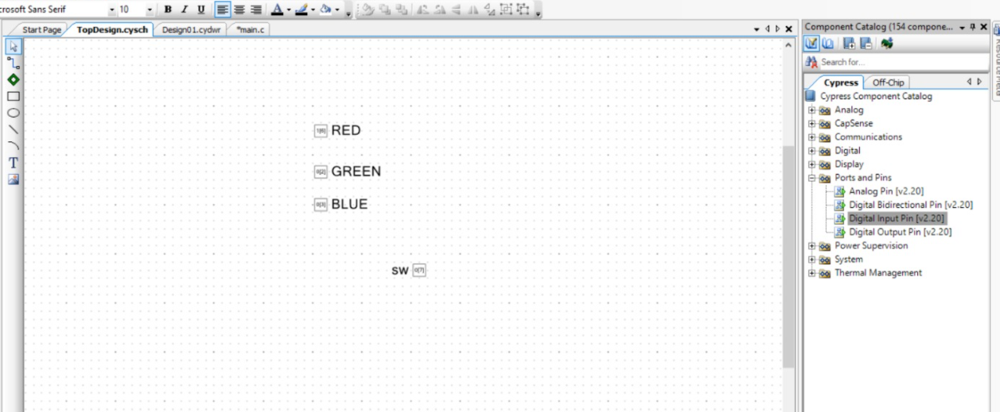 crosoft Sans Serif 10 B I U A
Start Page TopDesign.cysch Design01.cydwr *main.c
Component Catalog (154 compone...
Search for...
Cypress Off-Chip
Cypress Component Catalog
Analog
CapSense
Communications
Digital
Display
Ports and Pins
Analog Pin [v2.20]
Digital Bidirectional Pin [v2.20]
Digital Input Pin [v2.20]
Digital Output Pin [v2.20]
Power Supervision
System
Thermal Management
T
1[6] RED
0[2] GREEN
0[3] BLUE
SW 0[7]